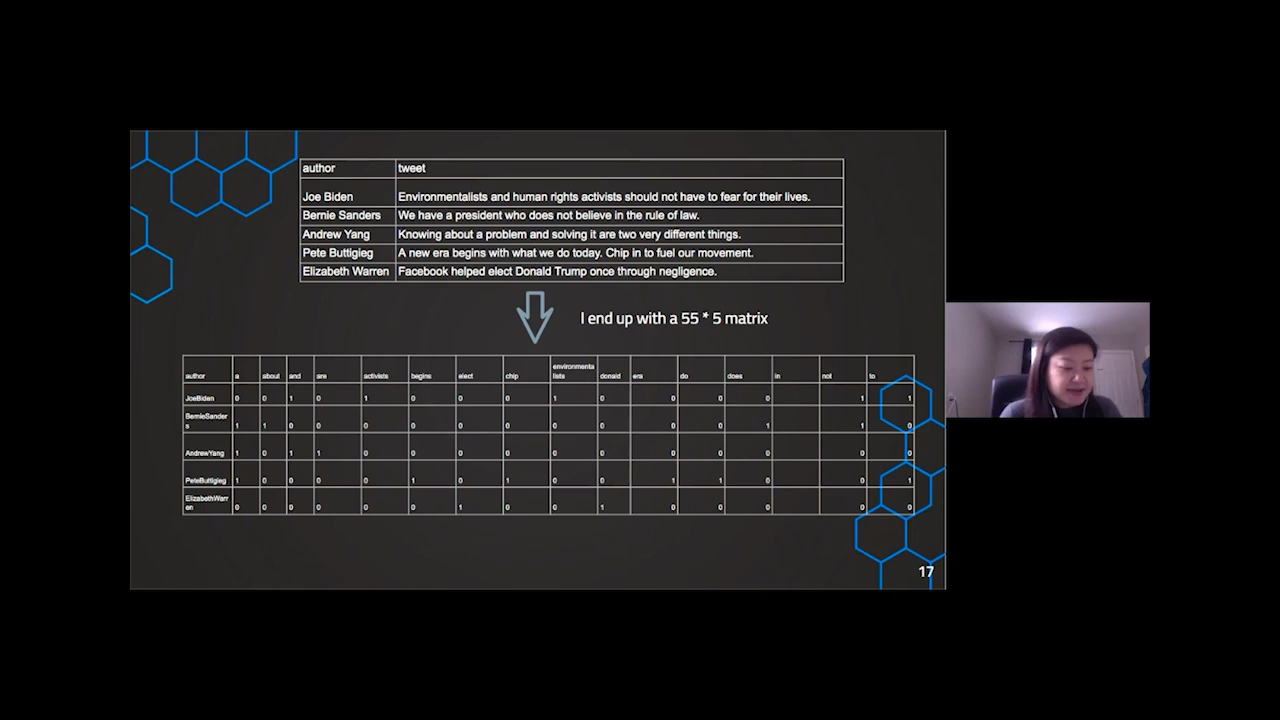 author tweet
Joe Biden Environmentalists and human rights activists should not have to fear for their lives.
Bernie Sanders We have a president who does not believe in the rule of law.
Andrew Yang Knowing about a problem and solving it are two very different things.
Pete Buttigieg A new era begins with what we do today. Chip in to fuel our movement.
Elizabeth Warren Facebook helped elect Donald Trump once through negligence.
I end up with a 55 * 5 matrix
author a about and are activists begins elect chip environmenta donald era do does in not to
lists
JoeBiden 0 0 1 0 1 0 0 0 1 0 0 0 0 1 1
BernieSander 1 1 0 0 0 0 0 0 0 0 0 0 1 1 0
s
AndrewYang 1 0 1 1 0 0 0 0 0 0 0 0 0 0 0
PeteButtigieg 1 0 0 0 0 1 0 1 0 0 1 1 0 0 1
ElizabethWarr 0 0 0 0 0 0 1 0 0 1 0 0 0 0 0
en
17